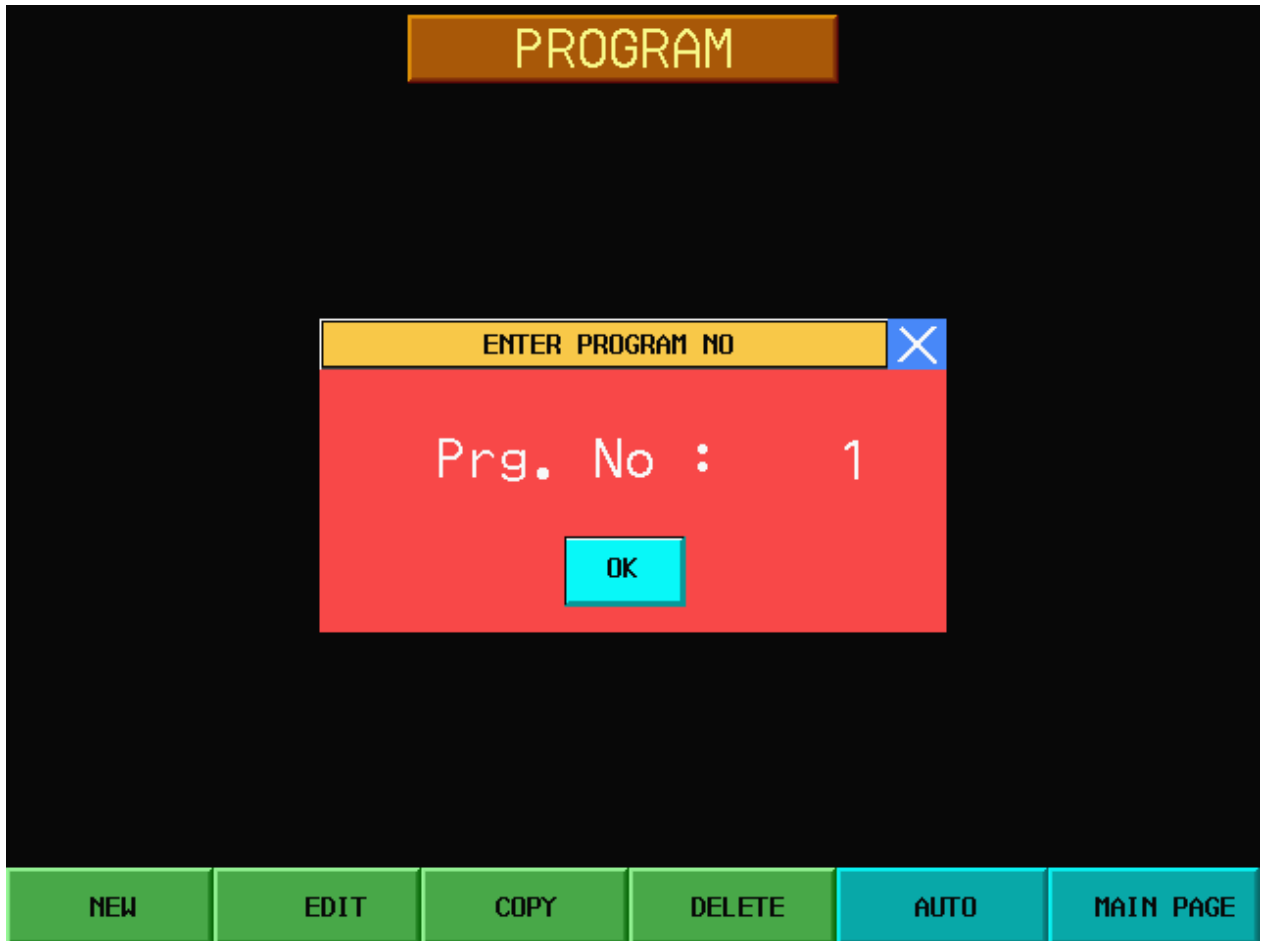 PROGRAM
ENTER PROGRAM NO
Prg. No : 1
OK
NEW EDIT COPY DELETE AUTO MAIN PAGE